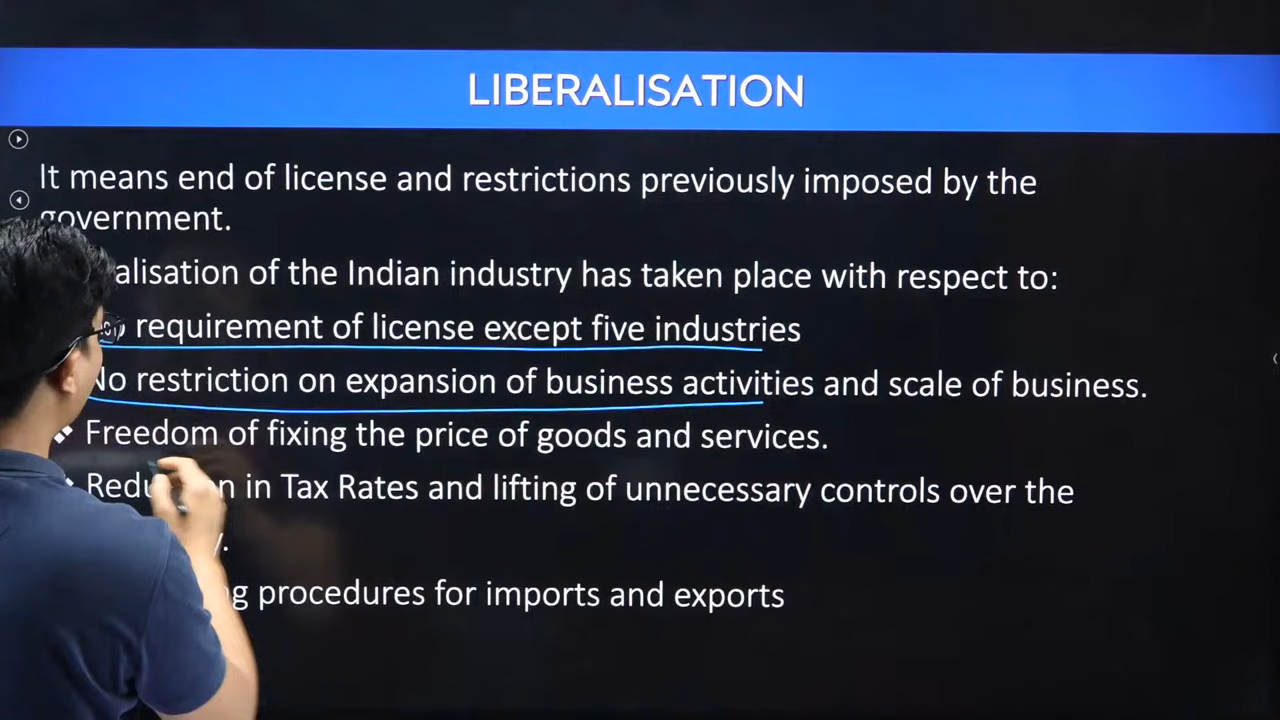 LIBERALISATION
It means end of license and restrictions previously imposed by the
government.
alisation of the Indian industry has taken place with respect to:
requirement of license except five industries
No restriction on expansion of business activities and scale of business.
Freedom of fixing the price of goods and services.
in Tax Rates and lifting of unnecessary controls over the
procedures for imports and exports